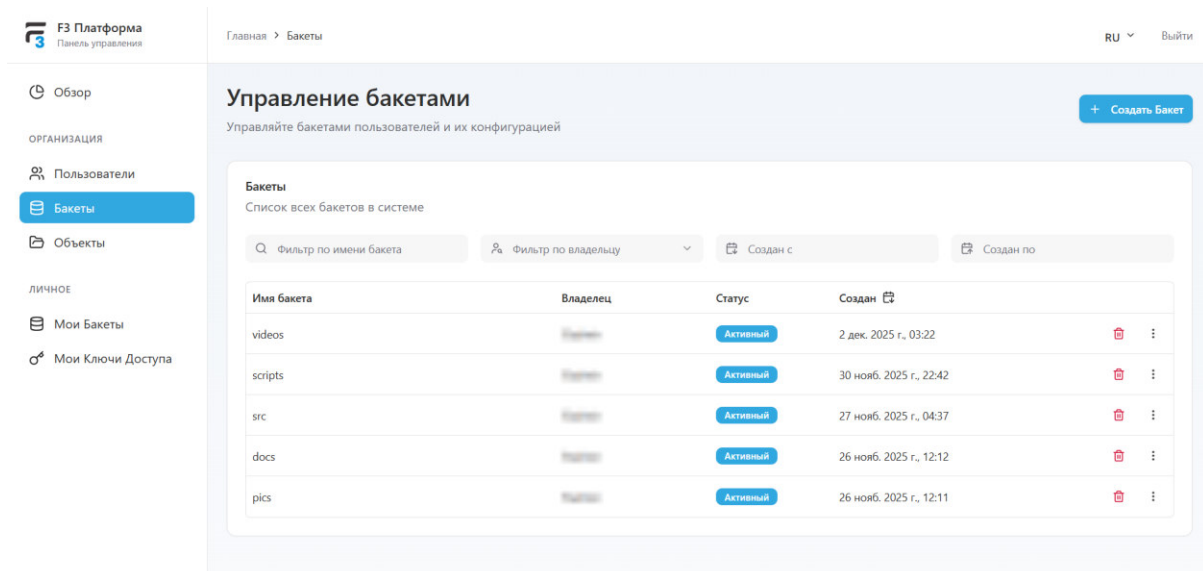 F3 Платформа
Панель управления
Главная > Бакеты
RU
Выйти
Обзор
ОРГАНИЗАЦИЯ
Пользователи
Бакеты
Объекты
ЛИЧНОЕ
Мои Бакеты
Мои Ключи Доступа
Управление бакетами
Управляйте бакетами пользователей и их конфигурацией
+ Создать Бакет
Бакеты
Список всех бакетов в системе
Фильтр по имени бакета Фильтр по владельцу Создан с Создан по
Имя бакета Владелец Статус Создан
videos Активный 2 дек. 2025 г., 03:22
scripts Активный 30 нояб. 2025 г., 22:42
src Активный 27 нояб. 2025 г., 04:37
docs Активный 26 нояб. 2025 г., 12:12
pics Активный 26 нояб. 2025 г., 12:11